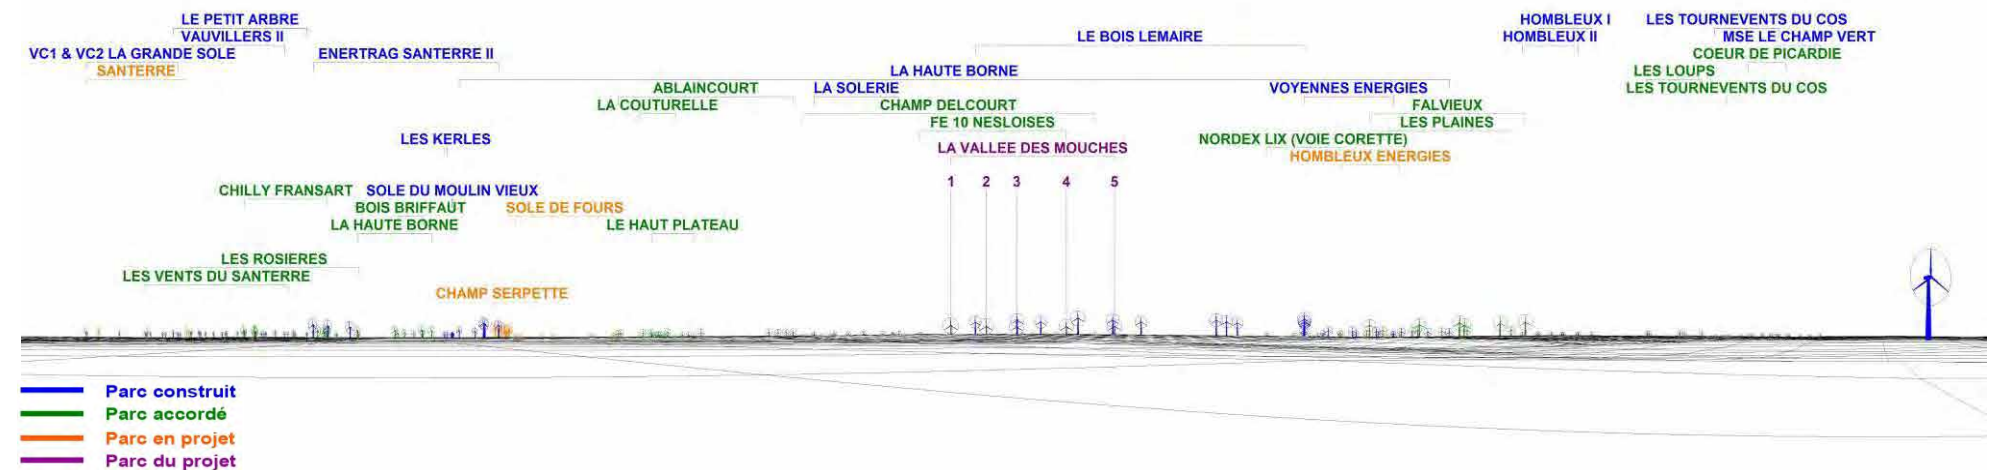 LE PETIT ARBRE
VAUVILLERS II
VC1 & VC2 LA GRANDE SOLE
SANTERRE
ENERTRAG SANTERRE II
LE BOIS LEMAIRE
HOMBLEUX I
HOMBLEUX II
LES TOURNEVENTS DU COS
MSE LE CHAMP VERT
COEUR DE PICARDIE
LES LOUPS
LES TOURNEVENTS DU COS
LA HAUTE BORNE
ABLAINCOURT
LA SOLERIE
VOYENNES ENERGIES
LA COUTURELLE
CHAMP DELCOURT
FALVIEUX
FE 10 NESLOISES
LES PLAINES
LES KERLES
NORDEX LIX (VOIE CORETTE)
LA VALLEE DES MOUCHES
HOMBLEUX ENERGIES
1 2 3 4 5
CHILLY FRANSART
SOLE DU MOULIN VIEUX
BOIS BRIFFAUT
SOLE DE FOURS
LA HAUTE BORNE
LE HAUT PLATEAU
LES ROSIERES
LES VENTS DU SANTERRE
CHAMP SERPETTE
Parc construit
Parc accordé
Parc en projet
Parc du projet